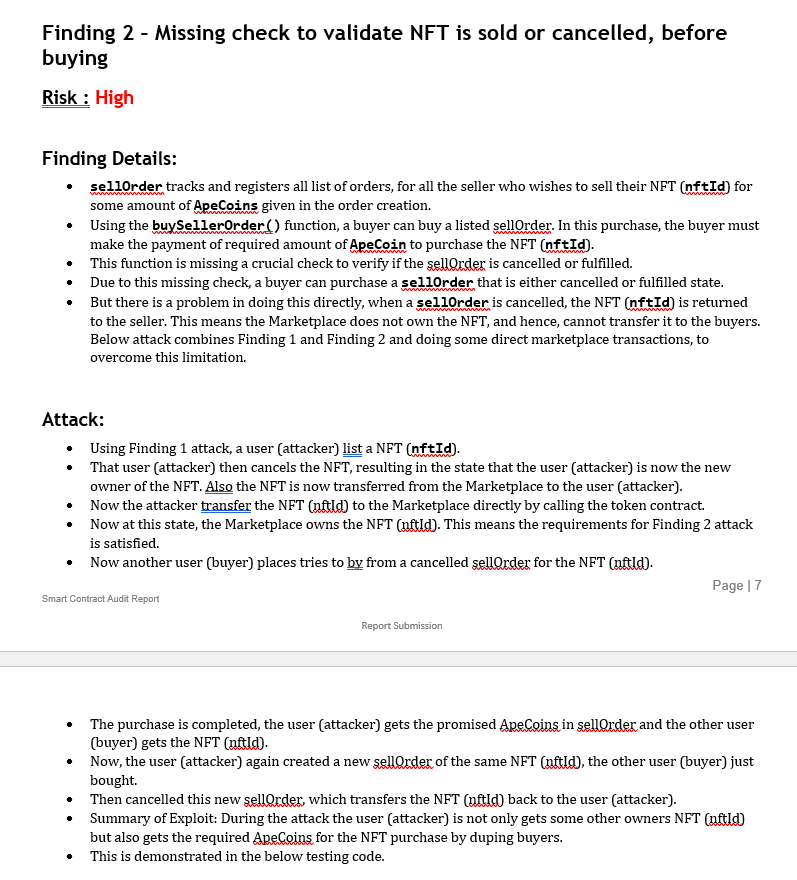 Finding 2 – Missing check to validate NFT is sold or cancelled, before
buying
Risk : High
Finding Details:
• sellOrder tracks and registers all list of orders, for all the seller who wishes to sell their NFT (nftId) for
some amount of ApeCoins given in the order creation.
• Using the buySellerOrder() function, a buyer can buy a listed sellOrder. In this purchase, the buyer must
make the payment of required amount of ApeCoin to purchase the NFT (nftId).
• This function is missing a crucial check to verify if the sellOrder is cancelled or fulfilled.
• Due to this missing check, a buyer can purchase a sellOrder that is either cancelled or fulfilled state.
• But there is a problem in doing this directly, when a sellOrder is cancelled, the NFT (nftId) is returned
to the seller. This means the Marketplace does not own the NFT, and hence, cannot transfer it to the buyers.
Below attack combines Finding 1 and Finding 2 and doing some direct marketplace transactions, to
overcome this limitation.
Attack:
• Using Finding 1 attack, a user (attacker) list a NFT (nftId).
• That user (attacker) then cancels the NFT, resulting in the state that the user (attacker) is now the new
owner of the NFT. Also the NFT is now transferred from the Marketplace to the user (attacker).
• Now the attacker transfer the NFT (nftId) to the Marketplace directly by calling the token contract.
• Now at this state, the Marketplace owns the NFT (nftId). This means the requirements for Finding 2 attack
is satisfied.
• Now another user (buyer) places tries to by from a cancelled sellOrder for the NFT (nftId).
Page | 7
Smart Contract Audit Report
Report Submission
• The purchase is completed, the user (attacker) gets the promised ApeCoins in sellOrder and the other user
(buyer) gets the NFT (nftId).
• Now, the user (attacker) again created a new sellOrder of the same NFT (nftId), the other user (buyer) just
bought.
• Then cancelled this new sellOrder, which transfers the NFT (nftId) back to the user (attacker).
• Summary of Exploit: During the attack the user (attacker) is not only gets some other owners NFT (nftId)
but also gets the required ApeCoins for the NFT purchase by duping buyers.
• This is demonstrated in the below testing code.